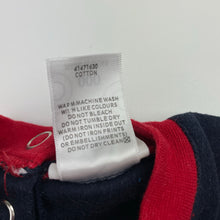 COTTON
WARM MACHINE WASH
WITH LIKE COLOURS
DO NOT BLEACH
DO NOT TUMBLE DRY
WARM IRON INSIDE OUT
(DO NOT IRON PRINTS
OR EMBELLISHMENTS)
DO NOT DRY CLEAN